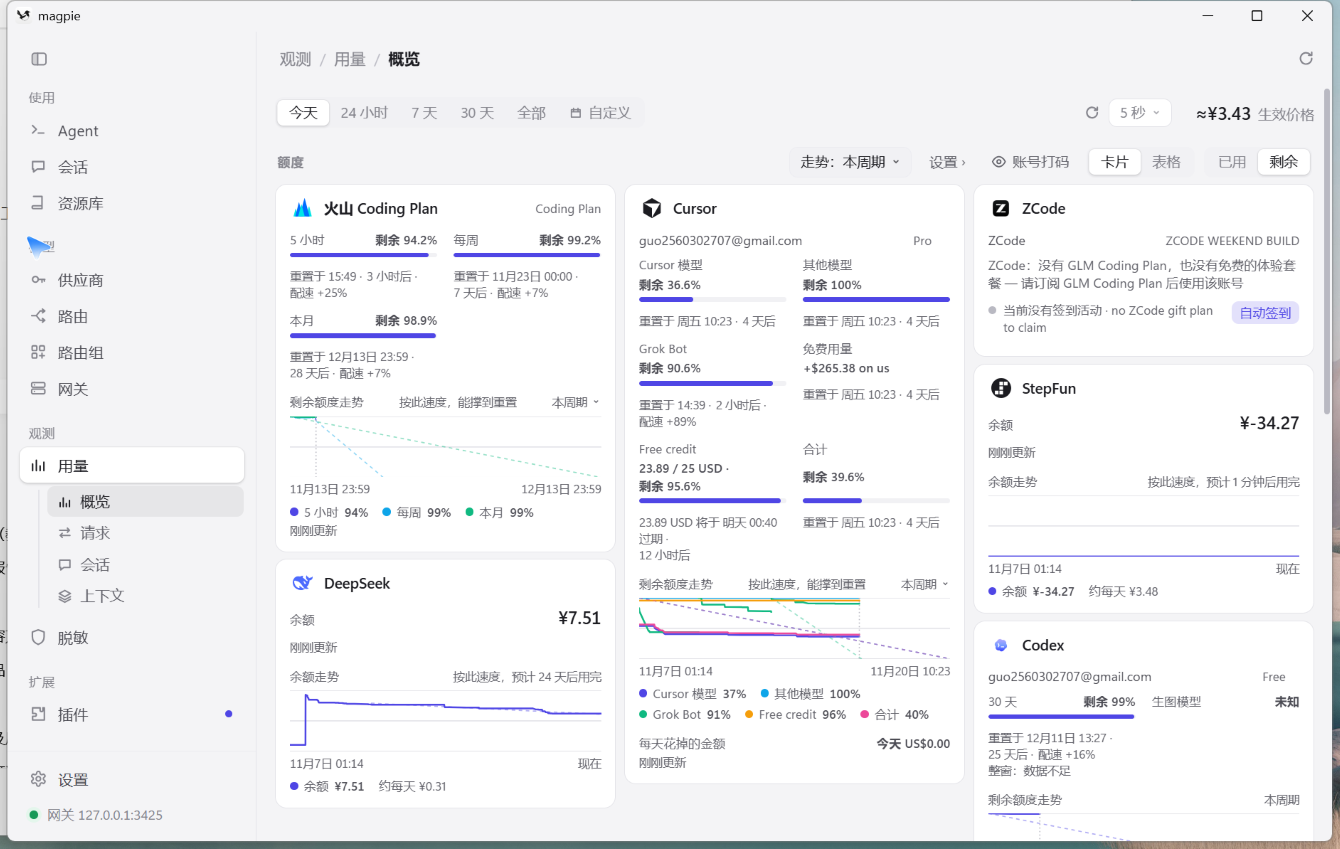 magpie
使用
Agent
会话
资源库
供应商
路由
路由组
网关
观测
用量
概览
请求
会话
上下文
脱敏
扩展
插件
设置
网关 127.0.0.1:3425
观测 / 用量 / 概览
今天 24 小时 7 天 30 天 全部 自定义
5 秒 ≈¥3.43 生效价格
额度
走势：本周期 设置 › 账号打码 卡片 表格 已用 剩余
火山 Coding Plan Coding Plan
5 小时 剩余 94.2% 每周 剩余 99.2%
重置于 15:49 · 3 小时后 ·
配速 +25%
重置于 11月23日 00:00 ·
7 天后 · 配速 +7%
本月 剩余 98.9%
重置于 12月13日 23:59 ·
28 天后 · 配速 +7%
剩余额度走势 按此速度，能撑到重置 本周期
11月13日 23:59 12月13日 23:59
5 小时 94% 每周 99% 本月 99%
刚刚更新
DeepSeek
余额 ¥7.51
刚刚更新
余额走势 按此速度，预计 24 天后用完
11月7日 01:14 现在
余额 ¥7.51 约每天 ¥0.31
Cursor
guo2560302707@gmail.com Pro
Cursor 模型
剩余 36.6%
重置于 周五 10:23 · 4 天后
其他模型
剩余 100%
重置于 周五 10:23 · 4 天后
Grok Bot
剩余 90.6%
重置于 14:39 · 2 小时后 ·
配速 +89%
免费用量
+$265.38 on us
重置于 周五 10:23 · 4 天后
Free credit
23.89 / 25 USD ·
剩余 95.6%
23.89 USD 将于 明天 00:40
过期 ·
12 小时后
合计
剩余 39.6%
重置于 周五 10:23 · 4 天后
剩余额度走势 按此速度，能撑到重置 本周期
11月7日 01:14 11月20日 10:23
Cursor 模型 37% 其他模型 100%
Grok Bot 91% Free credit 96% 合计 40%
每天花掉的金额 今天 US$0.00
刚刚更新
ZCode
ZCode ZCODE WEEKEND BUILD
ZCode：没有 GLM Coding Plan，也没有免费的体验套
餐 — 请订阅 GLM Coding Plan 后使用该账号
当前没有签到活动 · no ZCode gift plan
to claim
自动签到
StepFun
余额 ¥-34.27
刚刚更新
余额走势 按此速度，预计 1 分钟后用完
11月7日 01:14 现在
余额 ¥-34.27 约每天 ¥3.48
Codex
guo2560302707@gmail.com Free
30 天 剩余 99% 生图模型 未知
重置于 12月11日 13:27 ·
25 天后 · 配速 +16%
整窗：数据不足
剩余额度走势 本周期